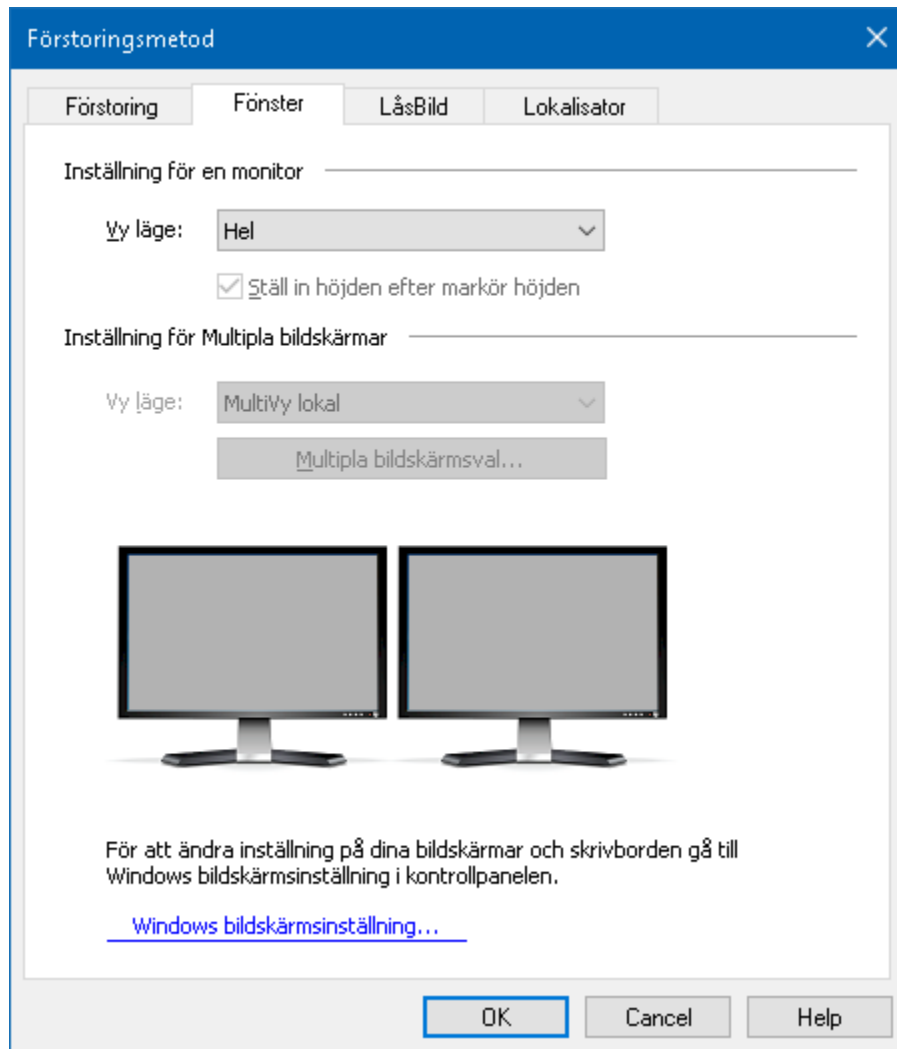 Förstoringsmetod
Förstoring Fönster LåsBild Lokalisator
Inställning för en monitor
Vy läge: Hel
Ställ in höjden efter markör höjden
Inställning för Multipla bildskärmar
Vy läge: MultiVy lokal
Multipla bildskärmsval...
För att ändra inställning på dina bildskärmar och skrivborden gå till
Windows bildskärmsinställning i kontrollpanelen.
Windows bildskärmsinställning...
OK Cancel Help